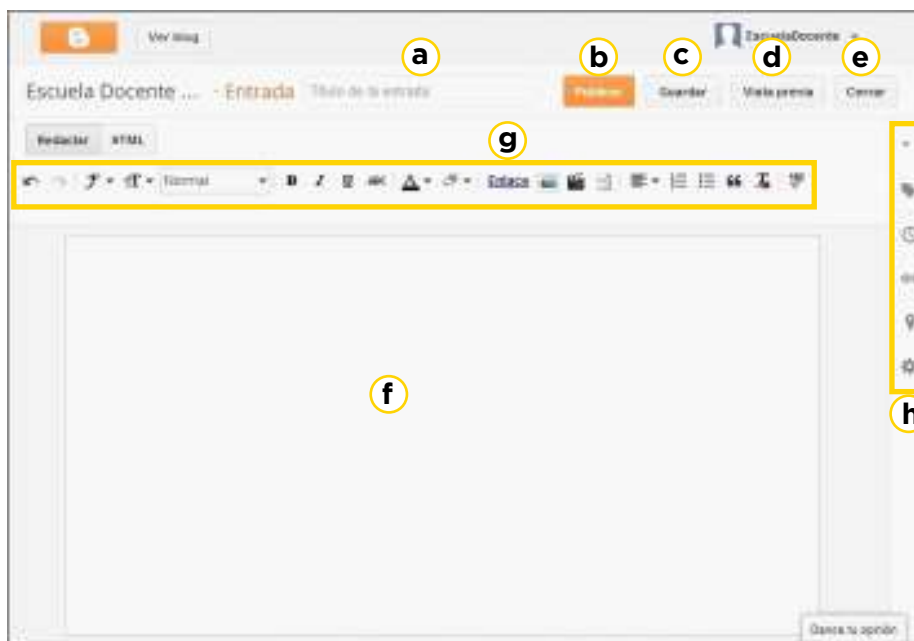 Ver blog
EscuelaDocente
a b c d e
Escuela Docente ... · Entrada Título de la entrada Publicar Guardar Vista previa Cerrar
Redactar HTML
g
Normal B I U ABC A Enlace
f
h
Danos tu opinión